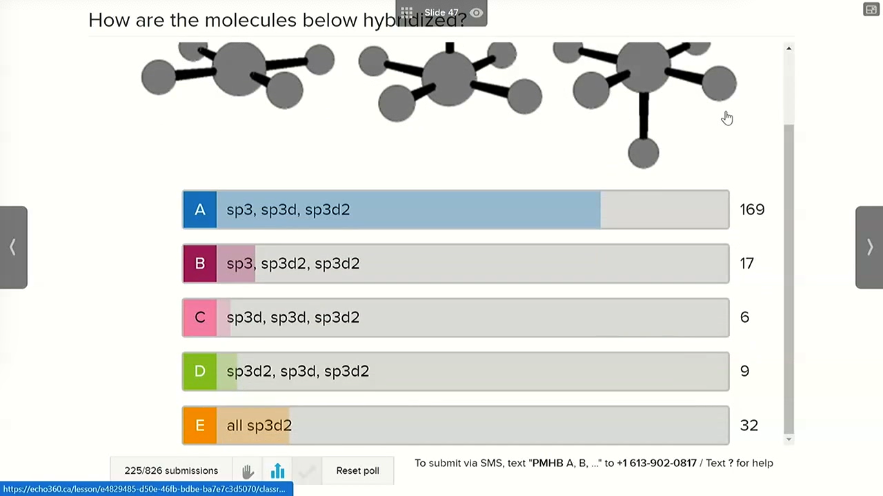 Slide 47
How are the molecules below hybridized?
A sp3, sp3d, sp3d2 169
B sp3, sp3d2, sp3d2 17
C sp3d, sp3d, sp3d2 6
D sp3d2, sp3d, sp3d2 9
E all sp3d2 32
225/826 submissions
Reset poll
To submit via SMS, text "PMHB A, B, ..." to +1 613-902-0817 / Text ? for help
https://echo360.ca/lesson/e4829485-d50e-46fb-bdbe-ba7e7c3d5070/classr...